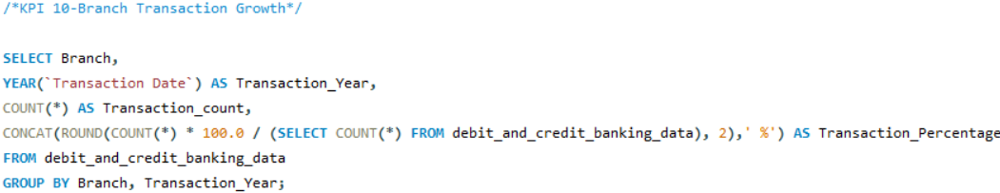 /*KPI 10-Branch Transaction Growth*/
SELECT Branch,
YEAR(`Transaction Date`) AS Transaction_Year,
COUNT(*) AS Transaction_count,
CONCAT(ROUND(COUNT(*) * 100.0 / (SELECT COUNT(*) FROM debit_and_credit_banking_data), 2),' %') AS Transaction_Percentage
FROM debit_and_credit_banking_data
GROUP BY Branch, Transaction_Year;